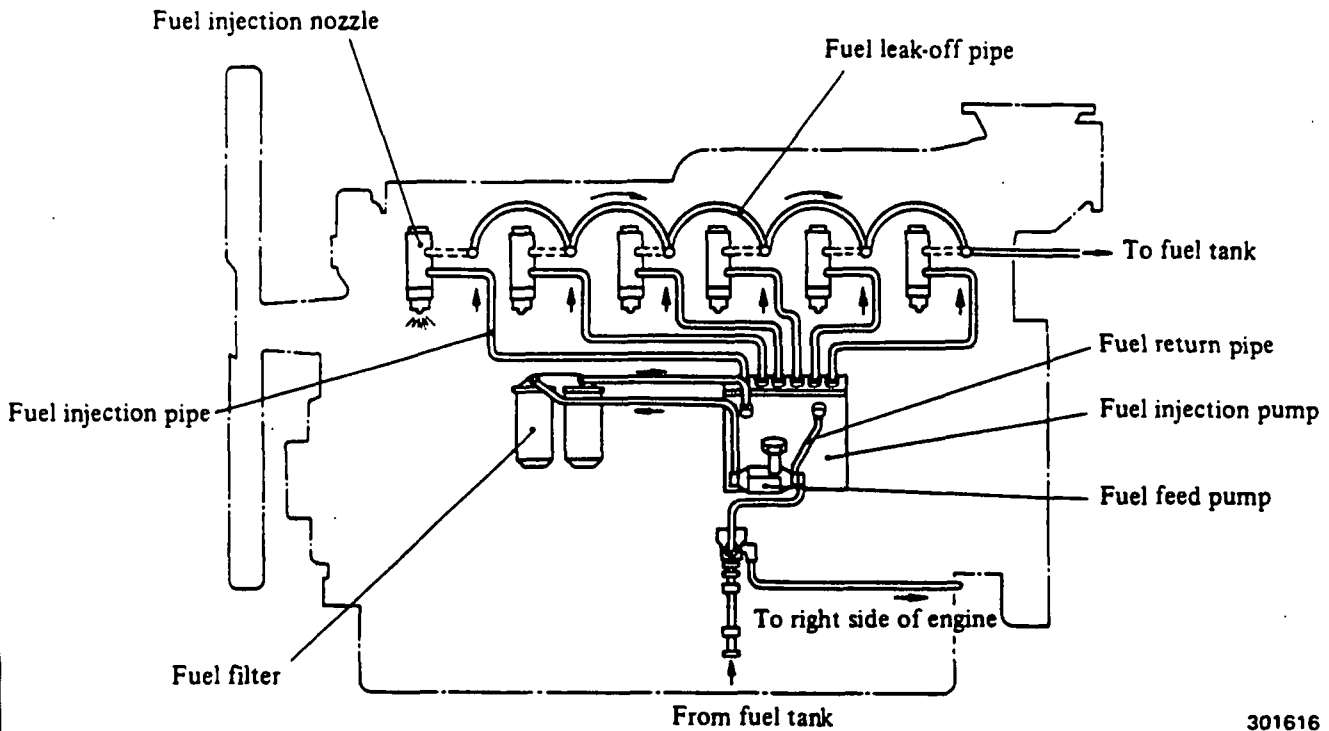 Fuel injection nozzle
Fuel leak-off pipe
To fuel tank
Fuel return pipe
Fuel injection pipe
Fuel injection pump
Fuel feed pump
To right side of engine
Fuel filter
From fuel tank
301616